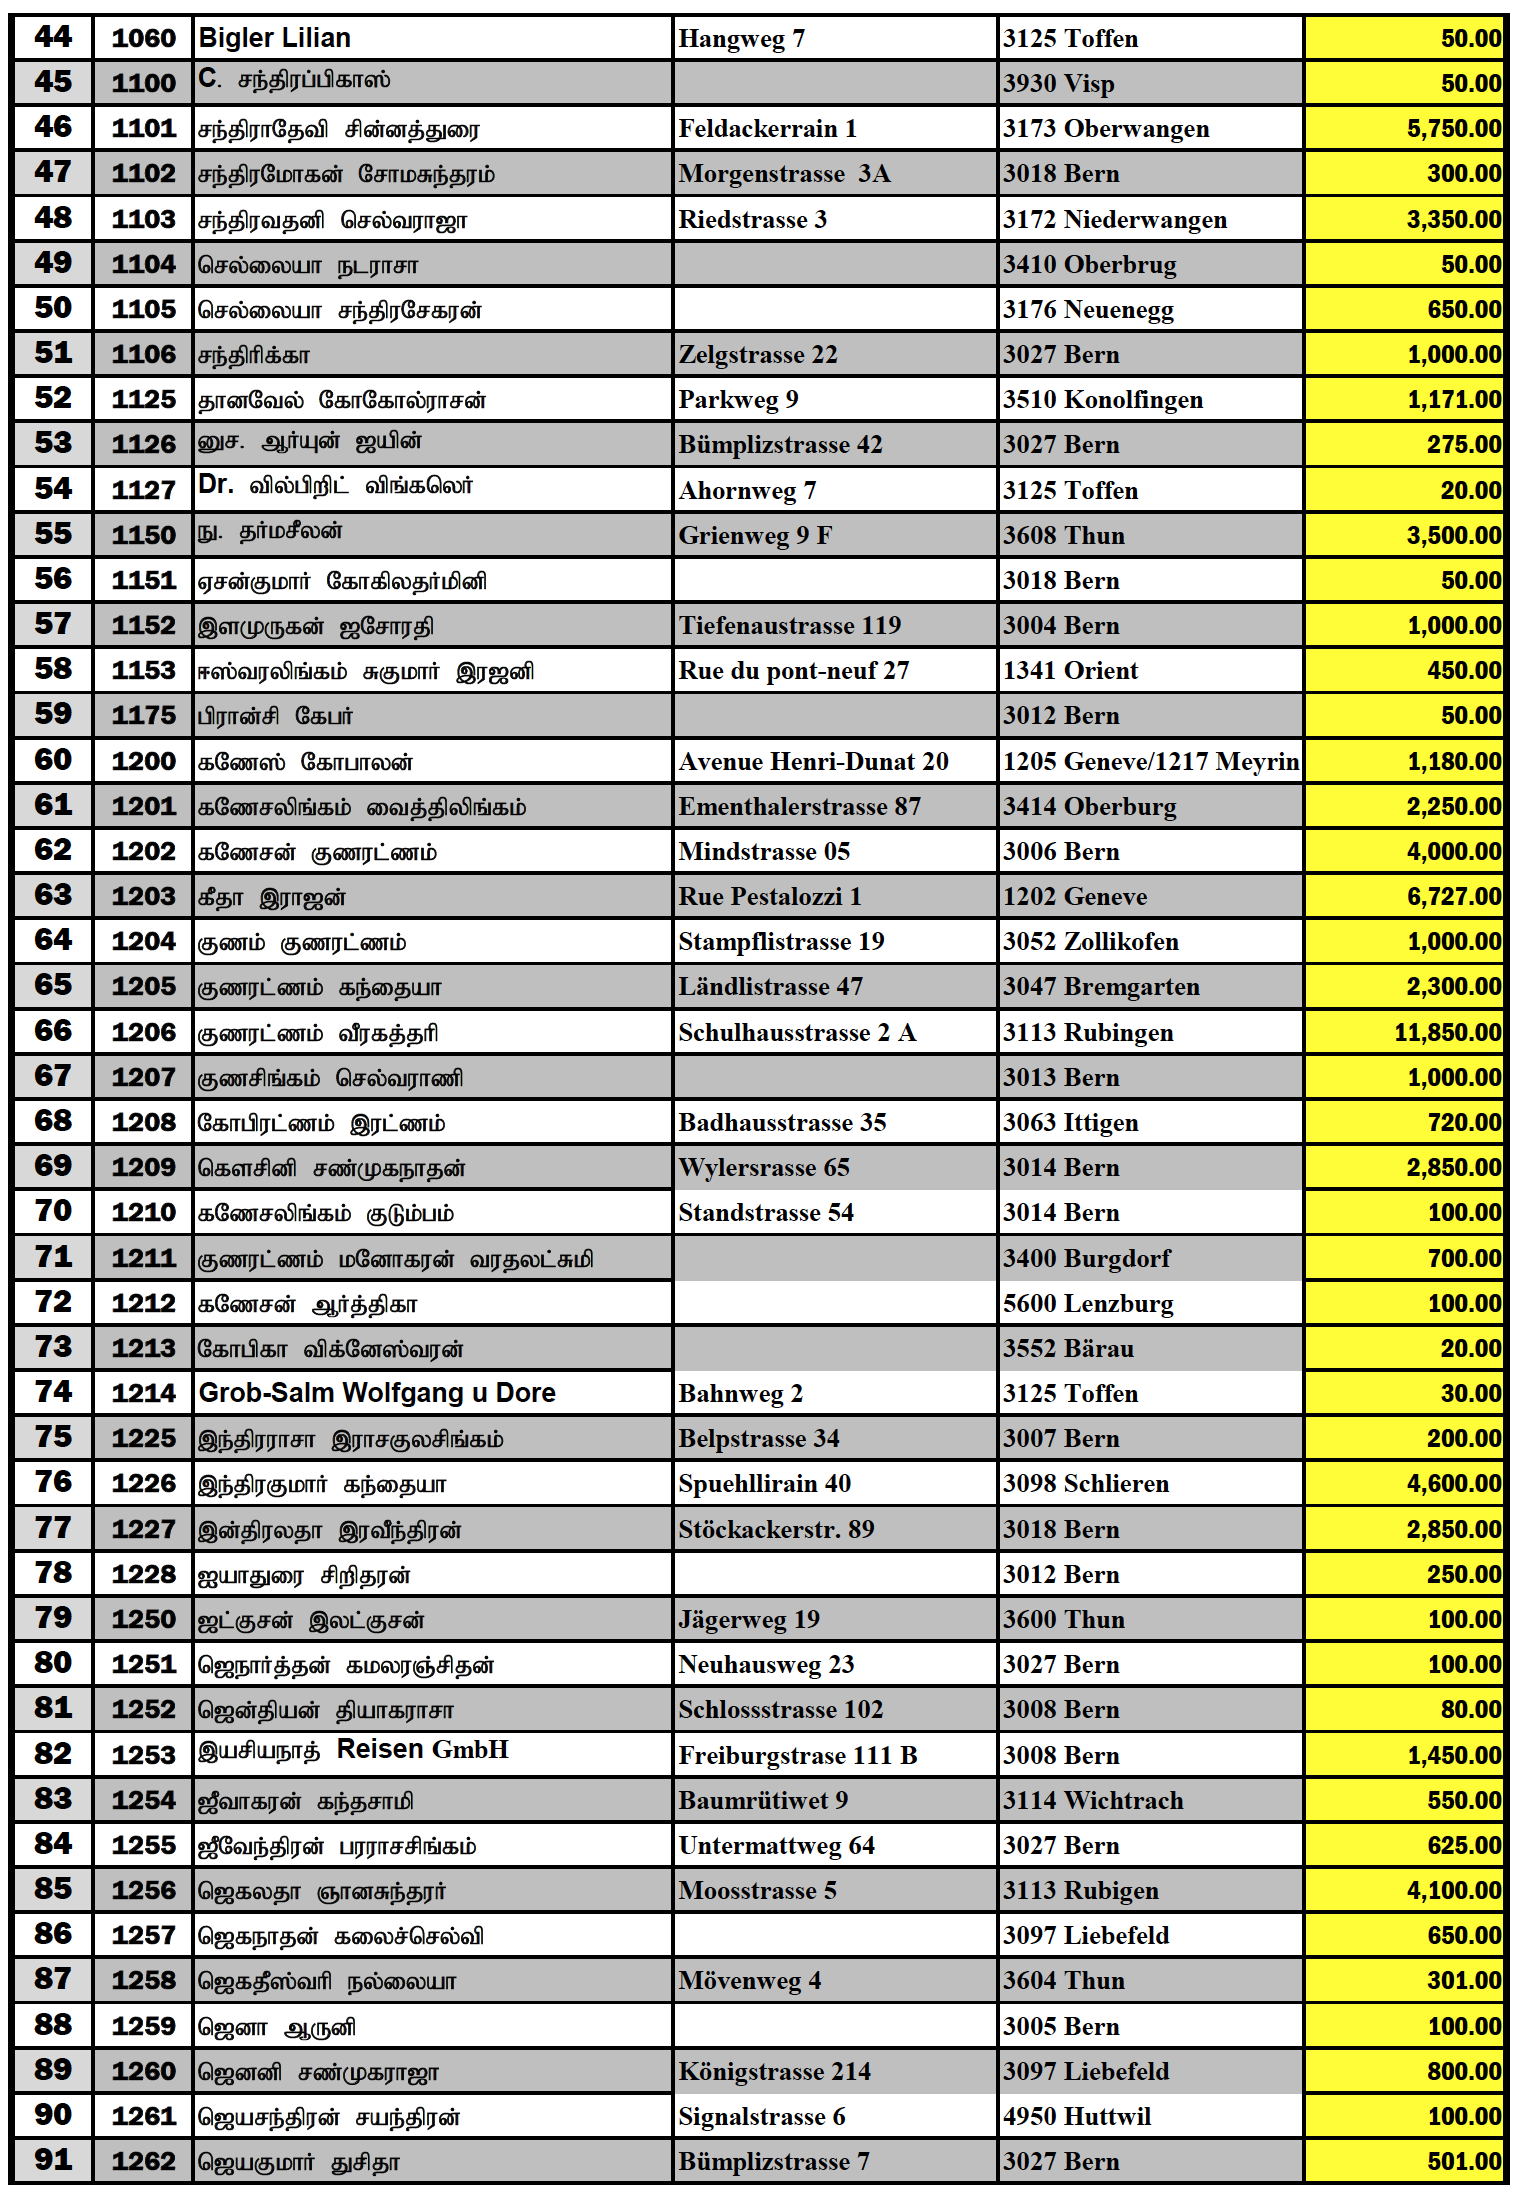 44 1060 Bigler Lilian Hangweg 7 3125 Toffen 50.00
45 1100 C. சந்திரப்பிகாஸ் 3930 Visp 50.00
46 1101 சந்திராதேவி சின்னத்துரை Feldackerrain 1 3173 Oberwangen 5,750.00
47 1102 சந்திரமோகன் சோமசுந்தரம் Morgenstrasse 3A 3018 Bern 300.00
48 1103 சந்திரவதனி செல்வராஜா Riedstrasse 3 3172 Niederwangen 3,350.00
49 1104 செல்லையா நடராசா 3410 Oberbrug 50.00
50 1105 செல்லையா சந்திரசேகரன் 3176 Neuenegg 650.00
51 1106 சந்திரிக்கா Zelgstrasse 22 3027 Bern 1,000.00
52 1125 தானவேல் கோகோல்ராசன் Parkweg 9 3510 Konolfingen 1,171.00
53 1126 னுச. ஆர்யுன் ஜயின் Bümplizstrasse 42 3027 Bern 275.00
54 1127 Dr. வில்பிறிட் விங்கலெர் Ahornweg 7 3125 Toffen 20.00
55 1150 நு. தர்மசீலன் Grienweg 9 F 3608 Thun 3,500.00
56 1151 ஏசன்குமார் கோகிலதர்மினி 3018 Bern 50.00
57 1152 இளமுருகன் ஜசோரதி Tiefenaustrasse 119 3004 Bern 1,000.00
58 1153 ஈஸ்வரலிங்கம் சுகுமார் இரஜனி Rue du pont-neuf 27 1341 Orient 450.00
59 1175 பிரான்சி கேபர் 3012 Bern 50.00
60 1200 கணேஸ் கோபாலன் Avenue Henri-Dunat 20 1205 Geneve/1217 Meyrin 1,180.00
61 1201 கணேசலிங்கம் வைத்திலிங்கம் Ementhalerstrasse 87 3414 Oberburg 2,250.00
62 1202 கணேசன் குணரட்ணம் Mindstrasse 05 3006 Bern 4,000.00
63 1203 கீதா இராஜன் Rue Pestalozzi 1 1202 Geneve 6,727.00
64 1204 குணம் குணரட்ணம் Stampflistrasse 19 3052 Zollikofen 1,000.00
65 1205 குணரட்ணம் கந்தையா Ländlistrasse 47 3047 Bremgarten 2,300.00
66 1206 குணரட்ணம் வீரகத்தரி Schulhausstrasse 2 A 3113 Rubingen 11,850.00
67 1207 குணசிங்கம் செல்வராணி 3013 Bern 1,000.00
68 1208 கோபிரட்ணம் இரட்ணம் Badhausstrasse 35 3063 Ittigen 720.00
69 1209 கௌசினி சண்முகநாதன் Wylersrasse 65 3014 Bern 2,850.00
70 1210 கணேசலிங்கம் குடும்பம் Standstrasse 54 3014 Bern 100.00
71 1211 குணரட்ணம் மனோகரன் வரதலட்சுமி 3400 Burgdorf 700.00
72 1212 கணேசன் ஆர்த்திகா 5600 Lenzburg 100.00
73 1213 கோபிகா விக்னேஸ்வரன் 3552 Bärau 20.00
74 1214 Grob-Salm Wolfgang u Dore Bahnweg 2 3125 Toffen 30.00
75 1225 இந்திரராசா இராசகுலசிங்கம் Belpstrasse 34 3007 Bern 200.00
76 1226 இந்திரகுமார் கந்தையா Spuehllirain 40 3098 Schlieren 4,600.00
77 1227 இன்திரலதா இரவீந்திரன் Stöckackerstr. 89 3018 Bern 2,850.00
78 1228 ஐயாதுரை சிறிதரன் 3012 Bern 250.00
79 1250 ஜட்குசன் இலட்குசன் Jägerweg 19 3600 Thun 100.00
80 1251 ஜெநார்த்தன் கமலரஞ்சிதன் Neuhausweg 23 3027 Bern 100.00
81 1252 ஜென்தியன் தியாகராசா Schlossstrasse 102 3008 Bern 80.00
82 1253 இயசியநாத் Reisen GmbH Freiburgstrase 111 B 3008 Bern 1,450.00
83 1254 ஜீவாகரன் கந்தசாமி Baumrütiwet 9 3114 Wichtrach 550.00
84 1255 ஜீவேந்திரன் பரராசசிங்கம் Untermattweg 64 3027 Bern 625.00
85 1256 ஜெகலதா ஞானசுந்தரர் Moosstrasse 5 3113 Rubigen 4,100.00
86 1257 ஜெகநாதன் கலைச்செல்வி 3097 Liebefeld 650.00
87 1258 ஜெகதீஸ்வரி நல்லையா Mövenweg 4 3604 Thun 301.00
88 1259 ஜெனா ஆருனி 3005 Bern 100.00
89 1260 ஜெனனி சண்முகராஜா Königstrasse 214 3097 Liebefeld 800.00
90 1261 ஜெயசந்திரன் சயந்திரன் Signalstrasse 6 4950 Huttwil 100.00
91 1262 ஜெயகுமார் துசிதா Bümplizstrasse 7 3027 Bern 501.00